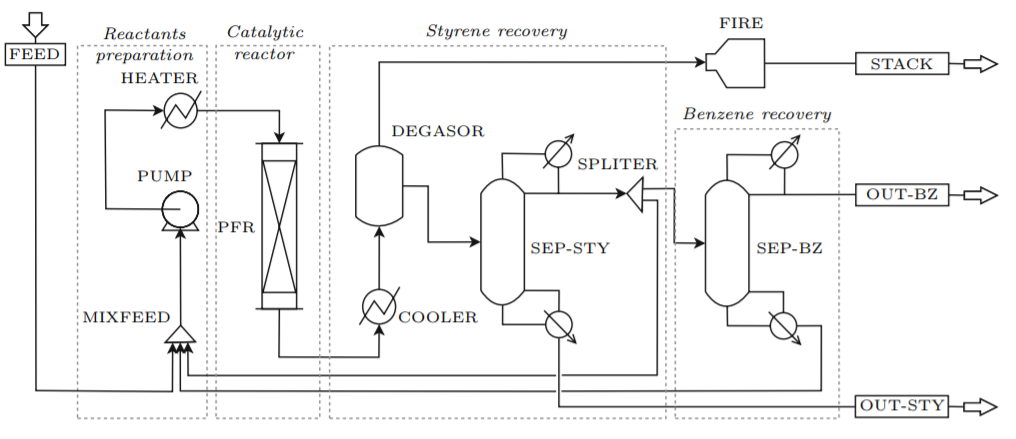 FEED
Reactants
preparation
HEATER
PUMP
MIXFEED
Catalytic
reactor
PFR
Styrene recovery
DEGASOR
COOLER
SPLITER
SEP-STY
FIRE
Benzene recovery
SEP-BZ
STACK
OUT-BZ
OUT-STY